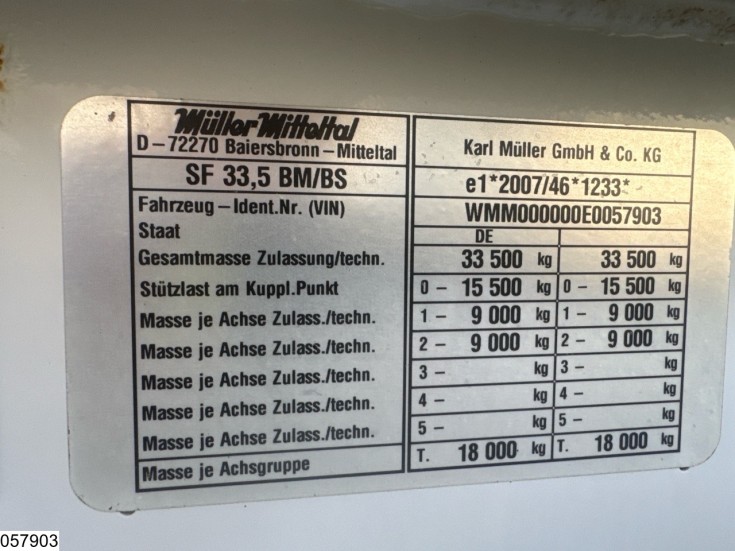 Müller Mitteltal
D-72270 Baiersbronn-Mitteltal Karl Müller GmbH & Co. KG
SF 33,5 BM/BS e1*2007/46*1233*
Fahrzeug-Ident.Nr. (VIN) WMM000000E0057903
Staat DE
Gesamtmasse Zulassung/techn. 33 500 kg 33 500 kg
Stützlast am Kuppl.Punkt 0- 15 500 kg 0- 15 500 kg
Masse je Achse Zulass./techn. 1- 9 000 kg 1- 9 000 kg
Masse je Achse Zulass./techn. 2- 9 000 kg 2- 9 000 kg
Masse je Achse Zulass./techn. 3- kg 3- kg
Masse je Achse Zulass./techn. 4- kg 4- kg
Masse je Achse Zulass./techn. 5- kg 5- kg
Masse je Achsgruppe T. 18 000 kg T. 18 000 kg
057903